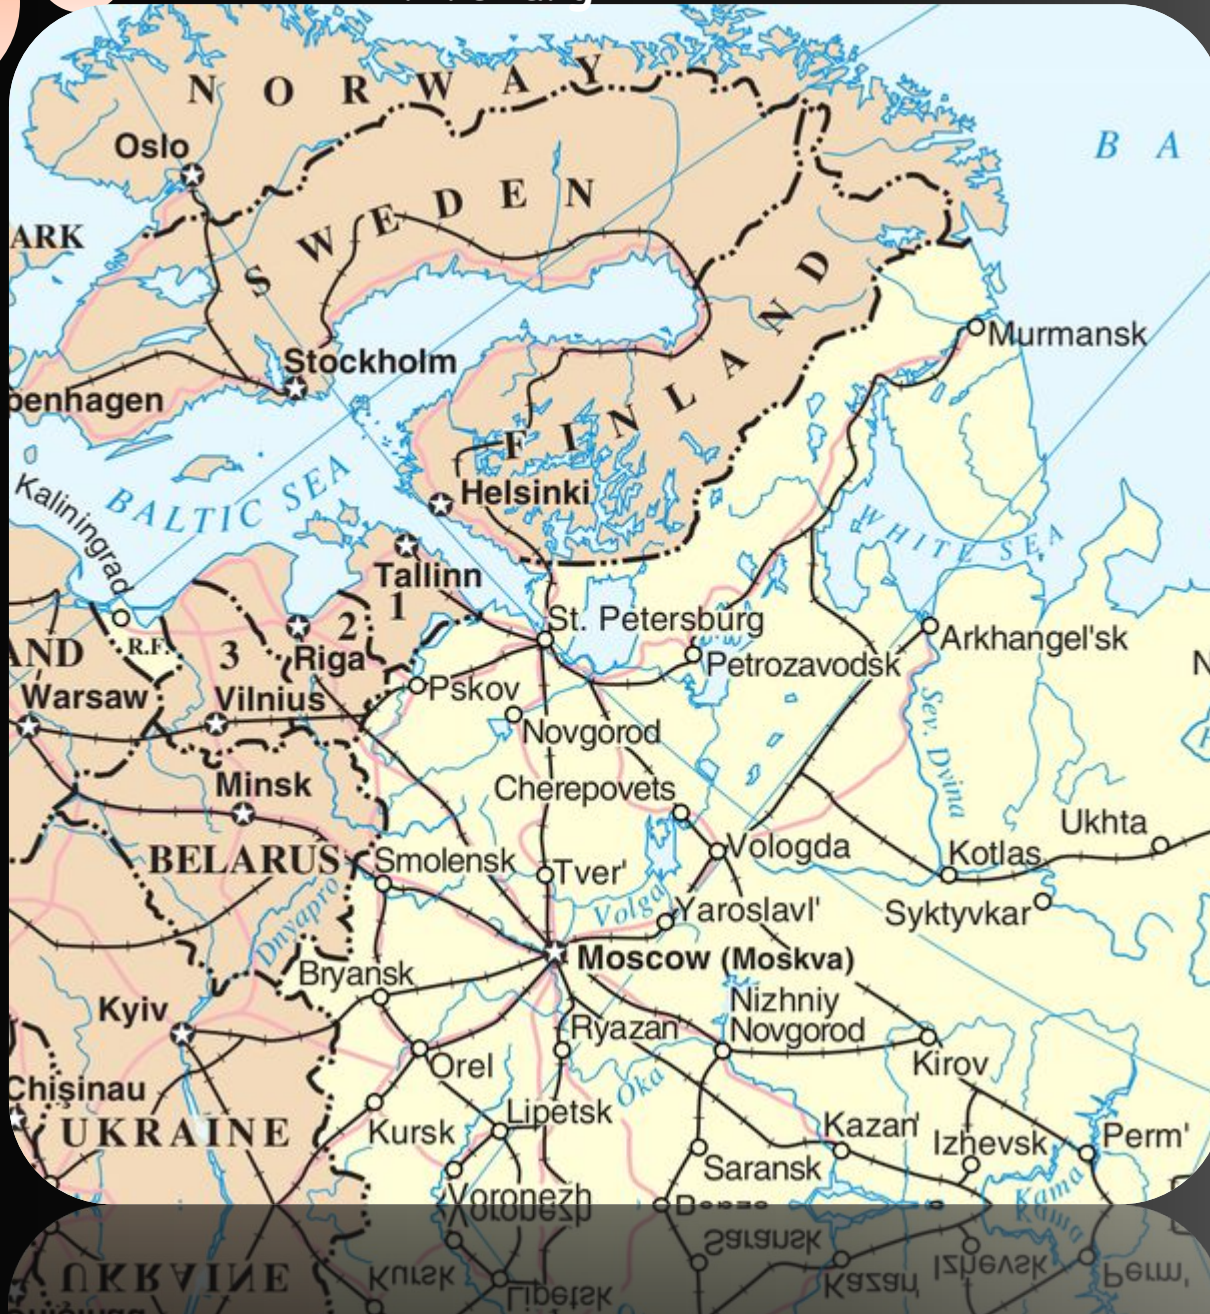 NORWAY
BA
Oslo
SWEDEN
ARK
FINLAND
Murmansk
Stockholm
penhagen
Helsinki
Kaliningrad
BALTIC SEA
WHITE SEA
Tallinn
1
St. Petersburg
2
R.F.
3
Riga
Arkhangel'sk
AND
Petrozavodsk
N
Warsaw
Vilnius
Pskov
Novgorod
Sev. Dvina
Minsk
Cherepovets
Ukhta
BELARUS
Smolensk
Tver'
Vologda
Kotlas
Volga
Yaroslavl'
Syktyvkar
Dnyapro
Moscow (Moskva)
Bryansk
Nizhniy
Novgorod
Kyiv
Ryazan
Kirov
Orel
Oka
Chişinau
Lipetsk
UKRAINE
Kursk
Kazan'
Izhevsk
Perm'
Saransk
Kama
Voronezh